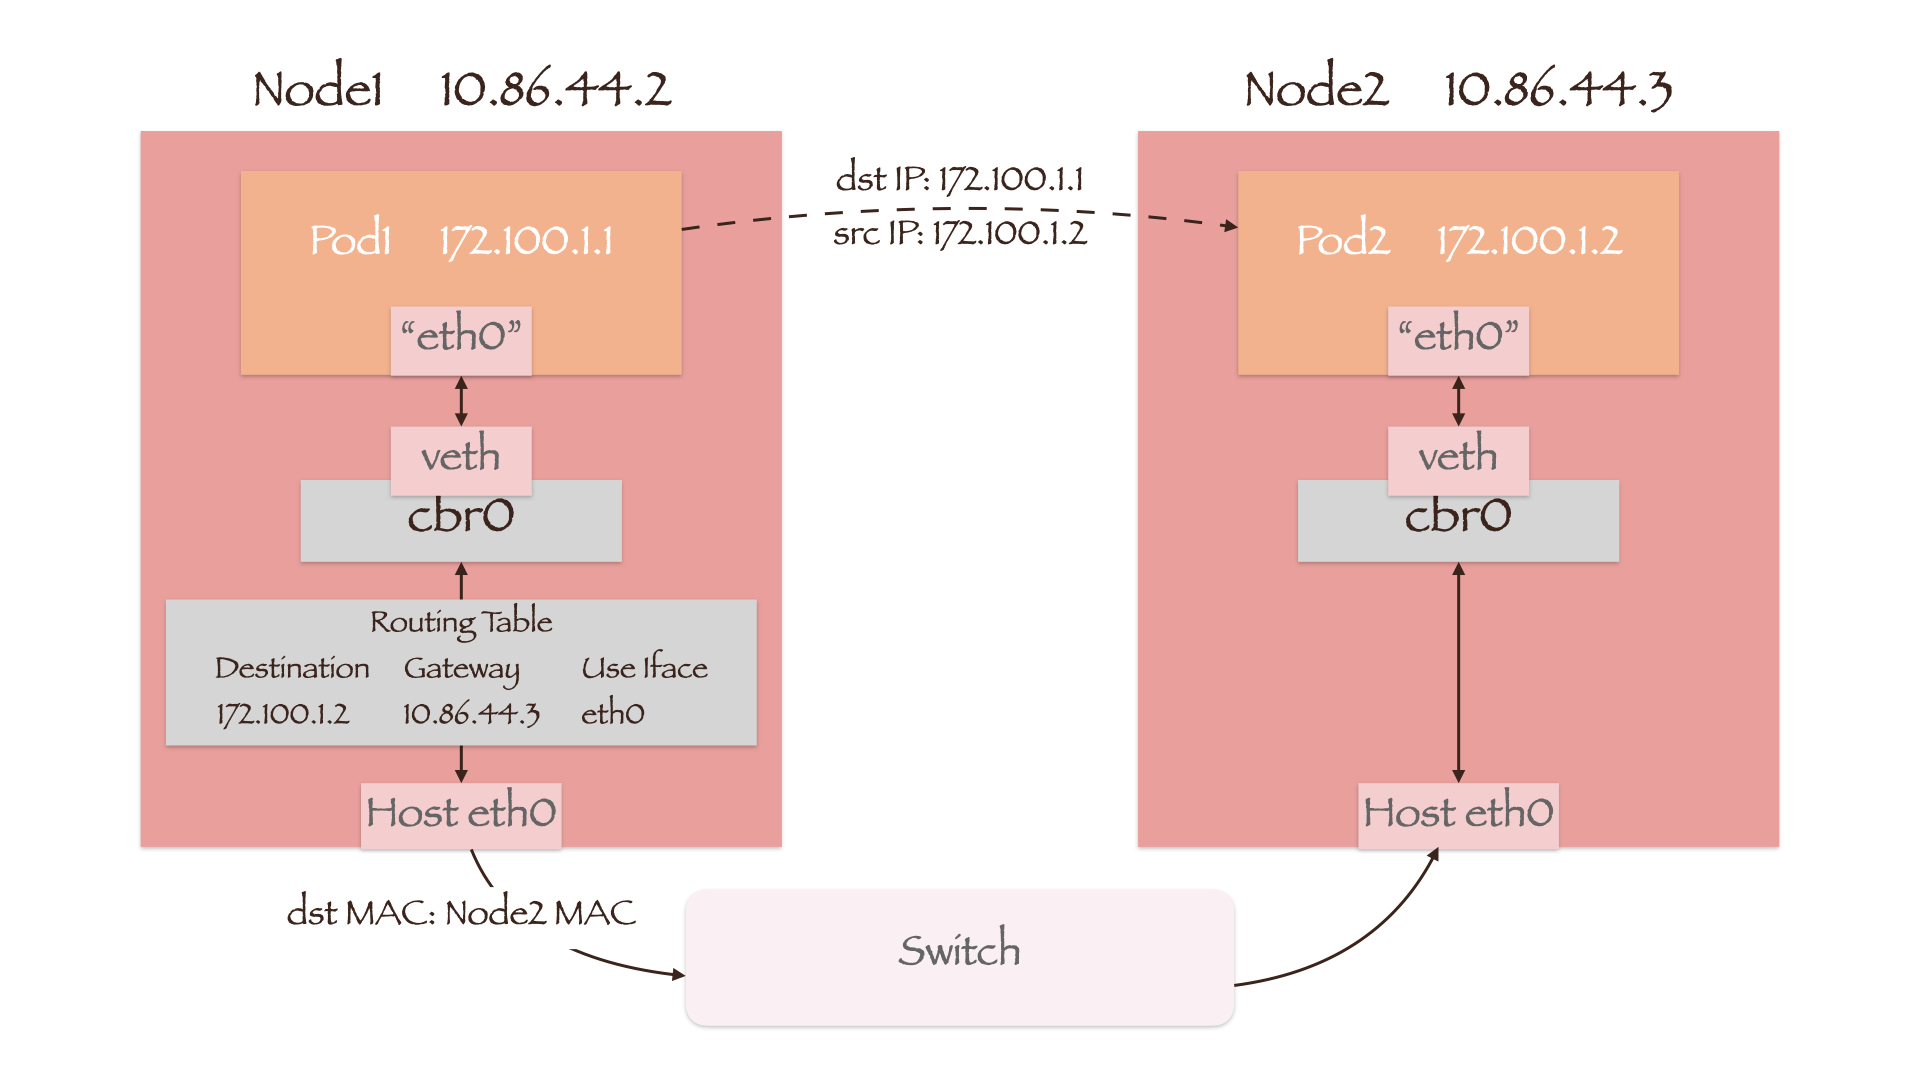 Node1 10.86.44.2
Node2 10.86.44.3
dst IP: 172.100.1.1
src IP: 172.100.1.2
Pod1 172.100.1.1
Pod2 172.100.1.2
“eth0”
“eth0”
veth
veth
cbr0
cbr0
Routing Table
Destination Gateway Use Iface
172.100.1.2 10.86.44.3 eth0
Host eth0
Host eth0
dst MAC: Node2 MAC
Switch